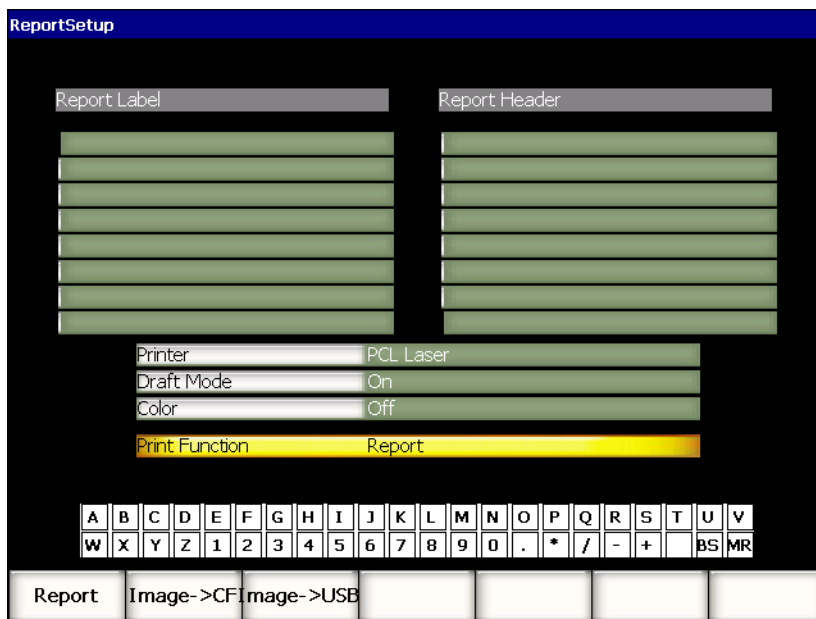 ReportSetup
Report Label Report Header
Printer PCL Laser
Draft Mode On
Color Off
Print Function Report
A B C D E F G H I J K L M N O P Q R S T U V
W X Y Z 1 2 3 4 5 6 7 8 9 0 . * / - + BS MR
Report Image->CF Image->USB